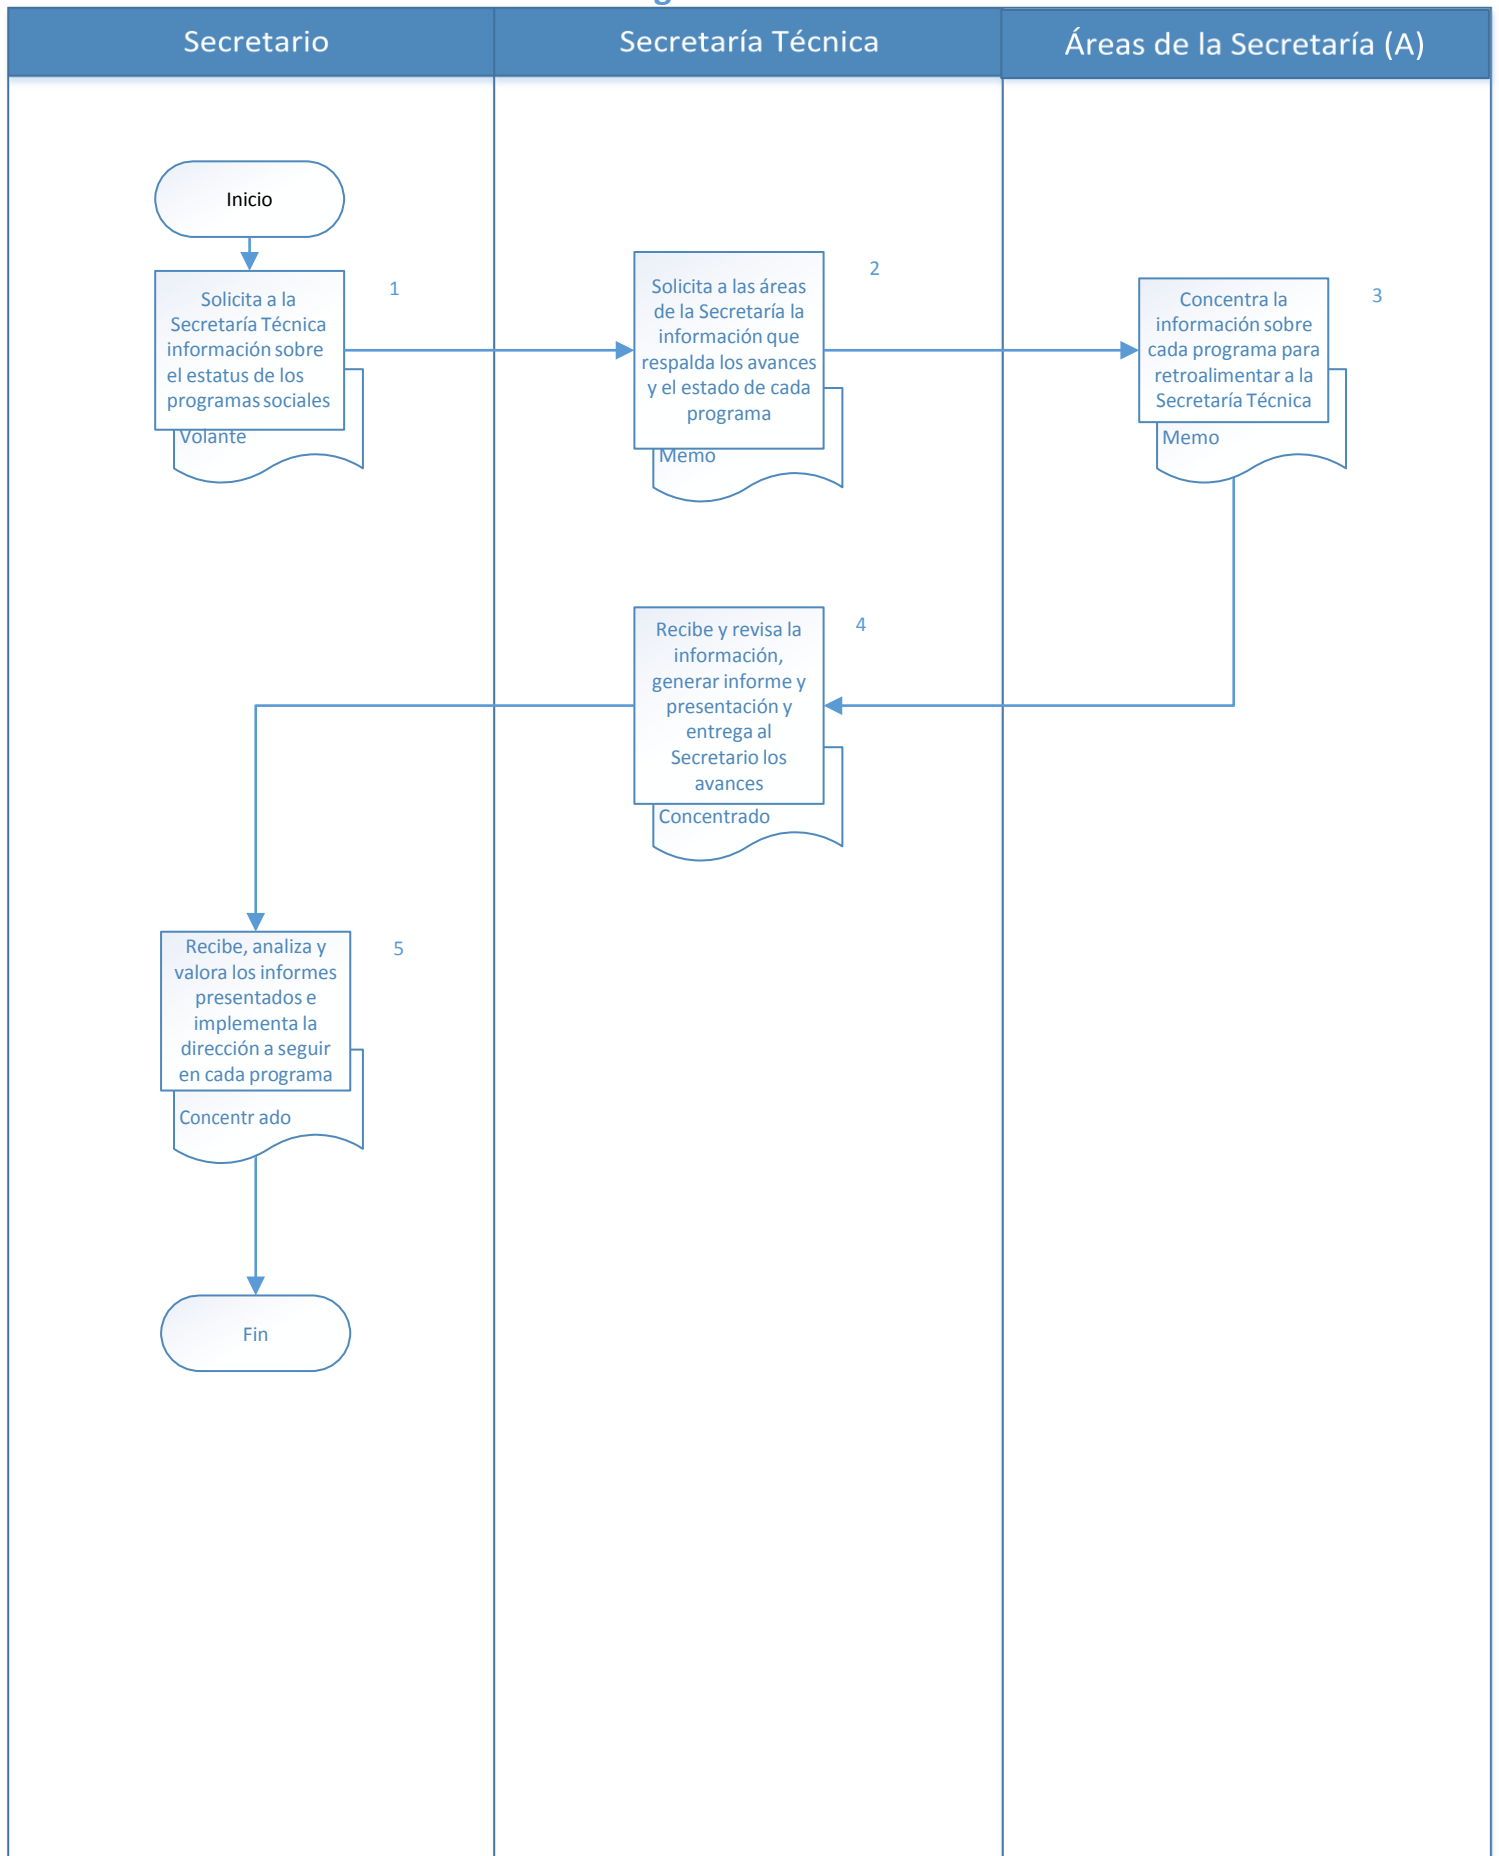 Secretario
Secretaría Técnica
Áreas de la Secretaría (A)
Inicio
1
Solicita a la
Secretaría Técnica
información sobre
el estatus de los
programas sociales
Volante
2
Solicita a las áreas
de la Secretaría la
información que
respalda los avances
y el estado de cada
programa
Memo
3
Concentra la
información sobre
cada programa para
retroalimentar a la
Secretaría Técnica
Memo
4
Recibe y revisa la
información,
generar informe y
presentación y
entrega al
Secretario los
avances
Concentrado
5
Recibe, analiza y
valora los informes
presentados e
implementa la
dirección a seguir
en cada programa
Concentr ado
Fin